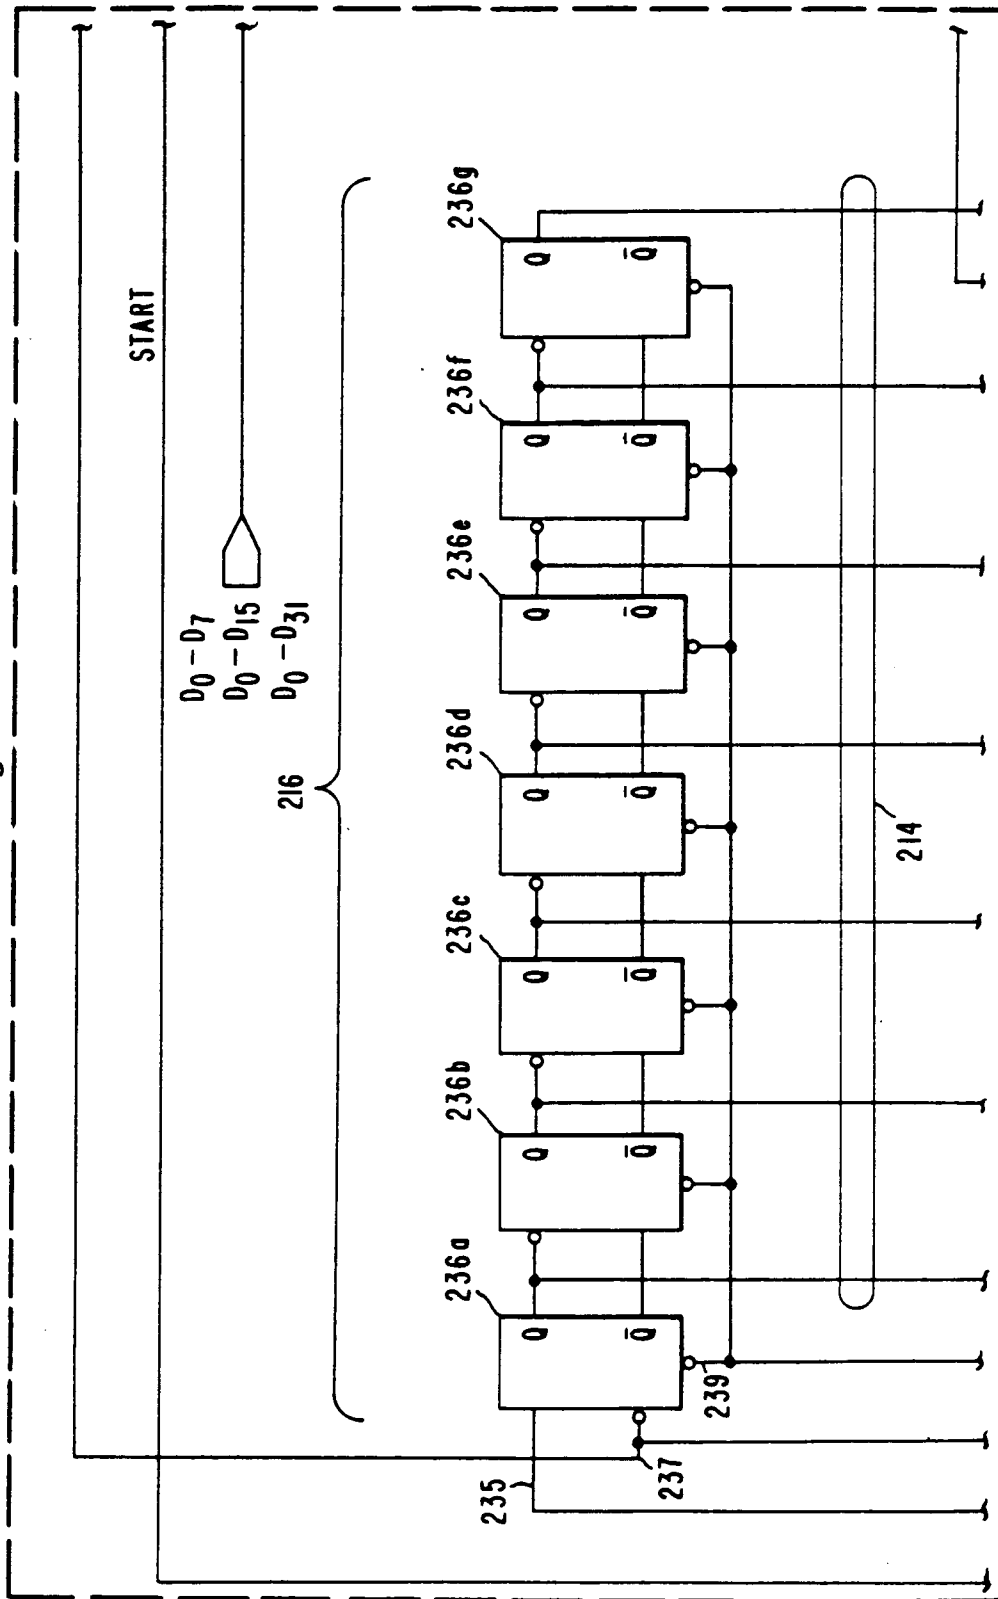 START
D0-D7
D0-D15
D0-D31
216
236a
236b
236c
236d
236e
236f
236g
Q
Q
Q
Q
Q
Q
Q
Q̅
Q̅
Q̅
Q̅
Q̅
Q̅
Q̅
235
237
239
214